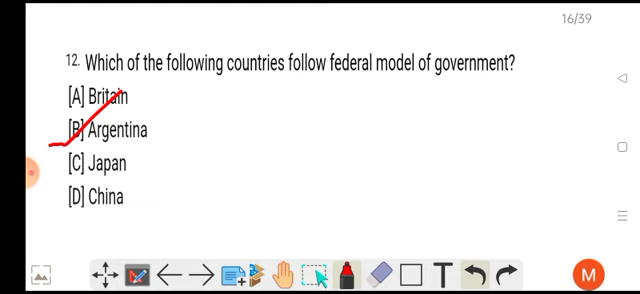 16/39
12. Which of the following countries follow federal model of government?
[A] Britain
[B] Argentina
[C] Japan
[D] China
T
M